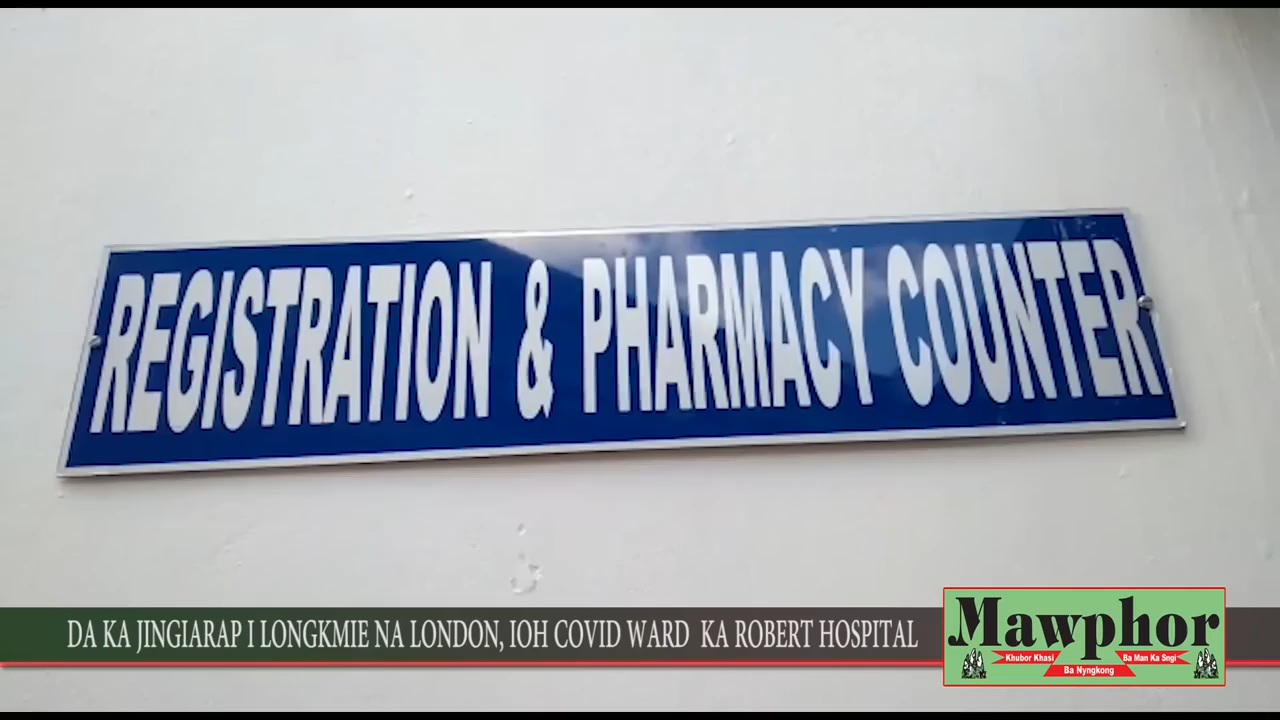 REGISTRATION & PHARMACY COUNTER
DA KA JINGIARAP I LONGKMIE NA LONDON, IOH COVID WARD KA ROBERT HOSPITAL
Mawphor
Khubor Khasi
Ba Nyngkong
Ba Man Ka Sngi